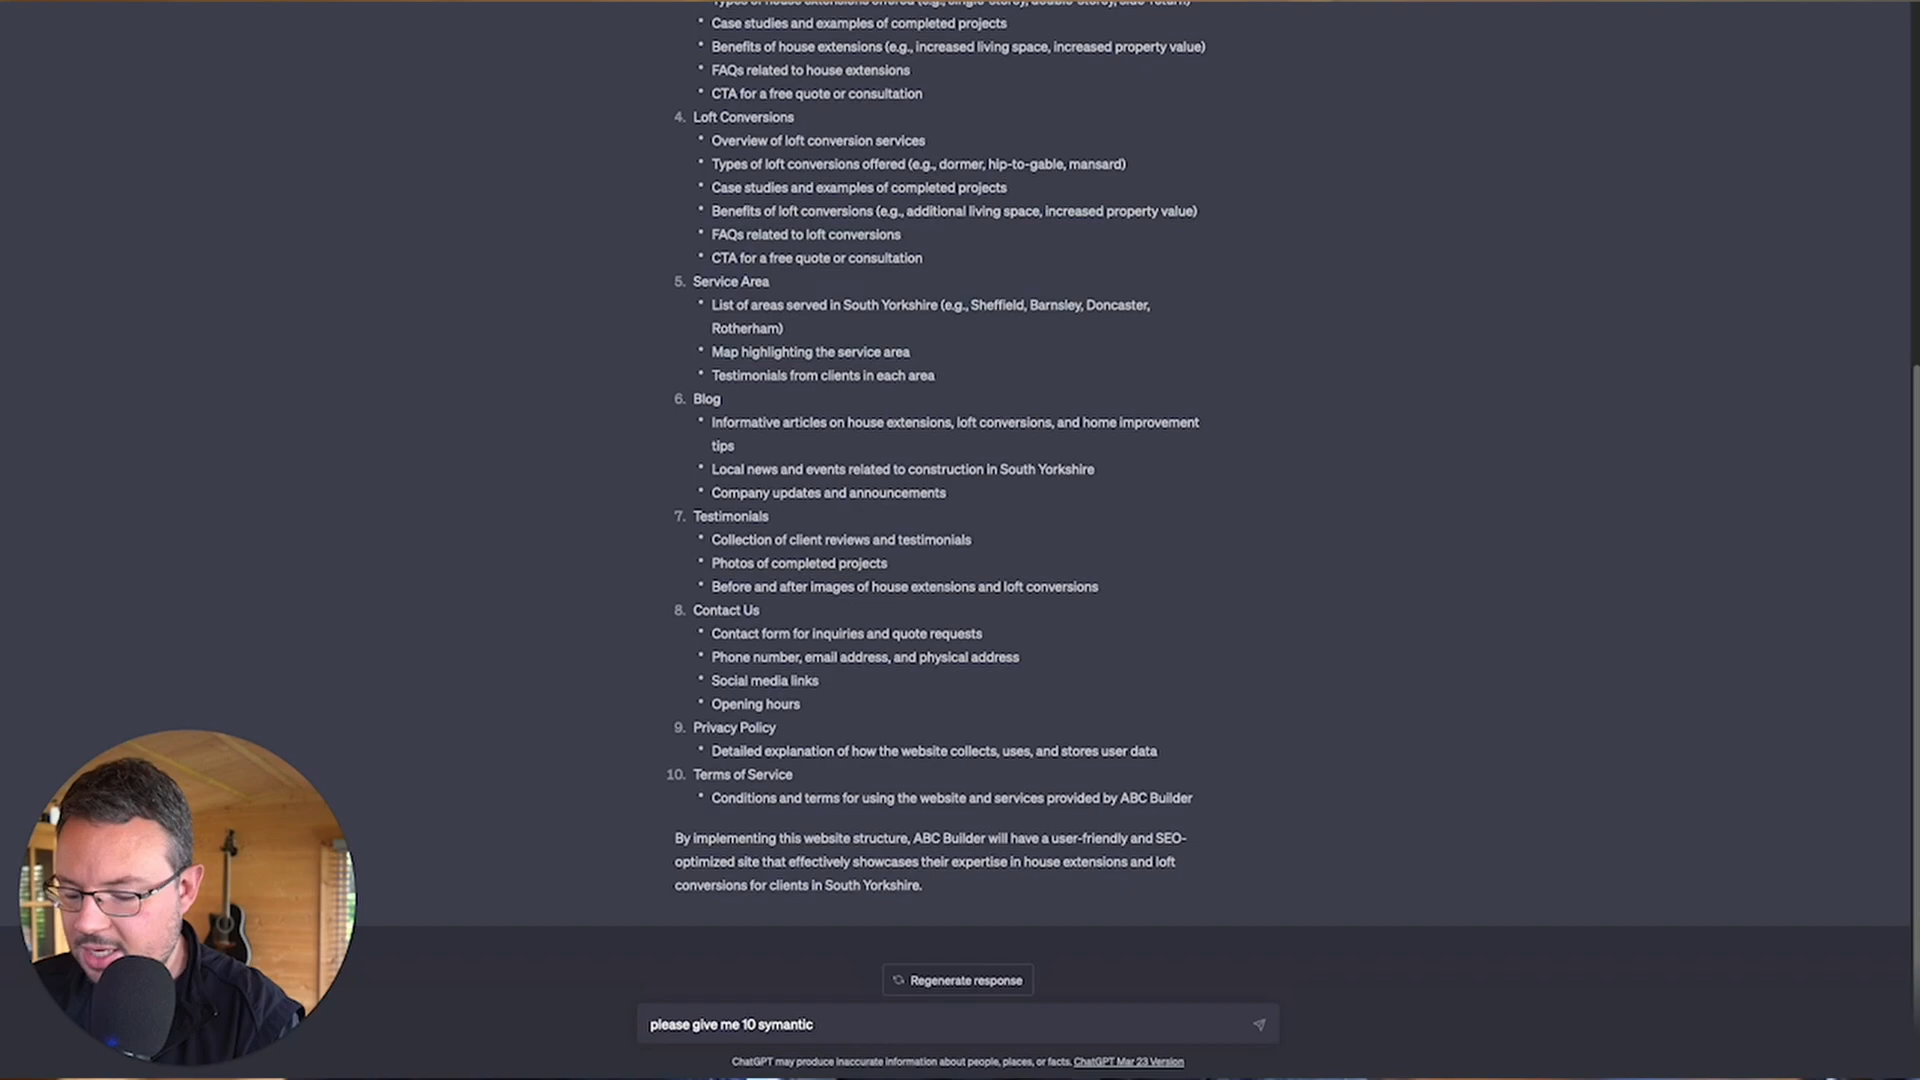 Types of house extensions offered (e.g., single-storey, double-storey, side-return)
• Case studies and examples of completed projects
• Benefits of house extensions (e.g., increased living space, increased property value)
• FAQs related to house extensions
• CTA for a free quote or consultation
4. Loft Conversions
• Overview of loft conversion services
• Types of loft conversions offered (e.g., dormer, hip-to-gable, mansard)
• Case studies and examples of completed projects
• Benefits of loft conversions (e.g., additional living space, increased property value)
• FAQs related to loft conversions
• CTA for a free quote or consultation
5. Service Area
• List of areas served in South Yorkshire (e.g., Sheffield, Barnsley, Doncaster,
Rotherham)
• Map highlighting the service area
• Testimonials from clients in each area
6. Blog
• Informative articles on house extensions, loft conversions, and home improvement
tips
• Local news and events related to construction in South Yorkshire
• Company updates and announcements
7. Testimonials
• Collection of client reviews and testimonials
• Photos of completed projects
• Before and after images of house extensions and loft conversions
8. Contact Us
• Contact form for inquiries and quote requests
• Phone number, email address, and physical address
• Social media links
• Opening hours
9. Privacy Policy
• Detailed explanation of how the website collects, uses, and stores user data
10. Terms of Service
• Conditions and terms for using the website and services provided by ABC Builder
By implementing this website structure, ABC Builder will have a user-friendly and SEO-
optimized site that effectively showcases their expertise in house extensions and loft
conversions for clients in South Yorkshire.
Regenerate response
please give me 10 symantic
ChatGPT may produce inaccurate information about people, places, or facts. ChatGPT Mar 23 Version